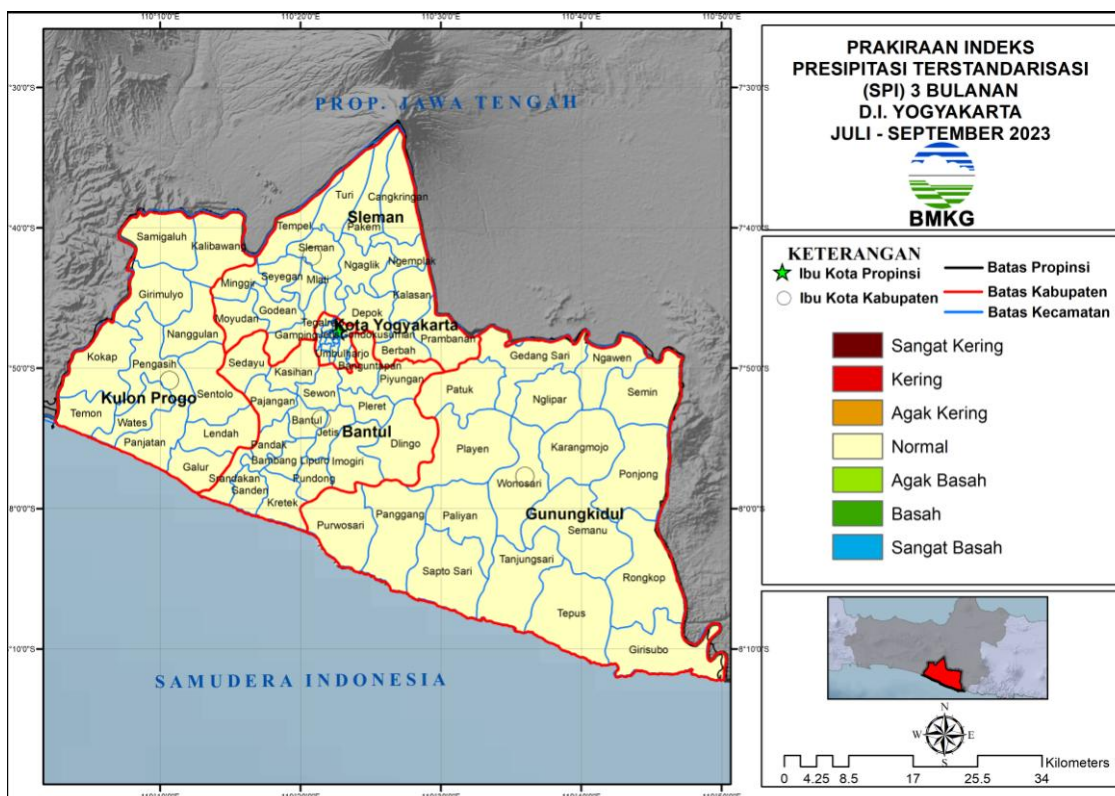 110°0'0"E
110°10'0"E
110°20'0"E
110°30'0"E
110°40'0"E
110°50'0"E
PRAKIRAAN INDEKS
PRESIPITASI TERSTANDARISASI
(SPI) 3 BULANAN
D.I. YOGYAKARTA
JULI - SEPTEMBER 2023
BMKG
KETERANGAN
Ibu Kota Propinsi
Ibu Kota Kabupaten
Batas Propinsi
Batas Kabupaten
Batas Kecamatan
Sangat Kering
Kering
Agak Kering
Normal
Agak Basah
Basah
Sangat Basah
N
W
E
S
0 4.25 8.5 17 25.5 34
Kilometers
PROP. JAWA TENGAH
SAMUDERA INDONESIA
Turi
Cangkringan
Sleman
Tempel
Pakem
Sleman
Samigaluh
Kalibawang
Ngaglik
Ngemplak
Seyegan
Mlati
Minggir
Girimulyo
Kalasan
Godean
Depok
Moyudan
Kota Yogyakarta
Gamping
Nanggulan
Prambanan
Berbah
Umbulharjo
Gedang Sari
Ngawen
Kokap
Pengasih
Sedayu
Kasihan
Banguntapan
Piyungan
Patuk
Semin
Nglipar
Kulon Progo
Sentolo
Pajangan
Sewon
Pleret
Temon
Wates
Bantul
Jetis
Bantul
Dlingo
Playen
Karangmojo
Panjatan
Lendah
Pandak
Bambang Lipuro
Imogiri
Ponjong
Galur
Srandakan
Pundong
Sanden
Kretek
Wonosari
Purwosari
Panggang
Paliyan
Gunungkidul
Semanu
Sapto Sari
Tanjungsari
Rongkop
Tepus
Girisubo
7°30'0"S
7°40'0"S
7°50'0"S
8°0'0"S
8°10'0"S